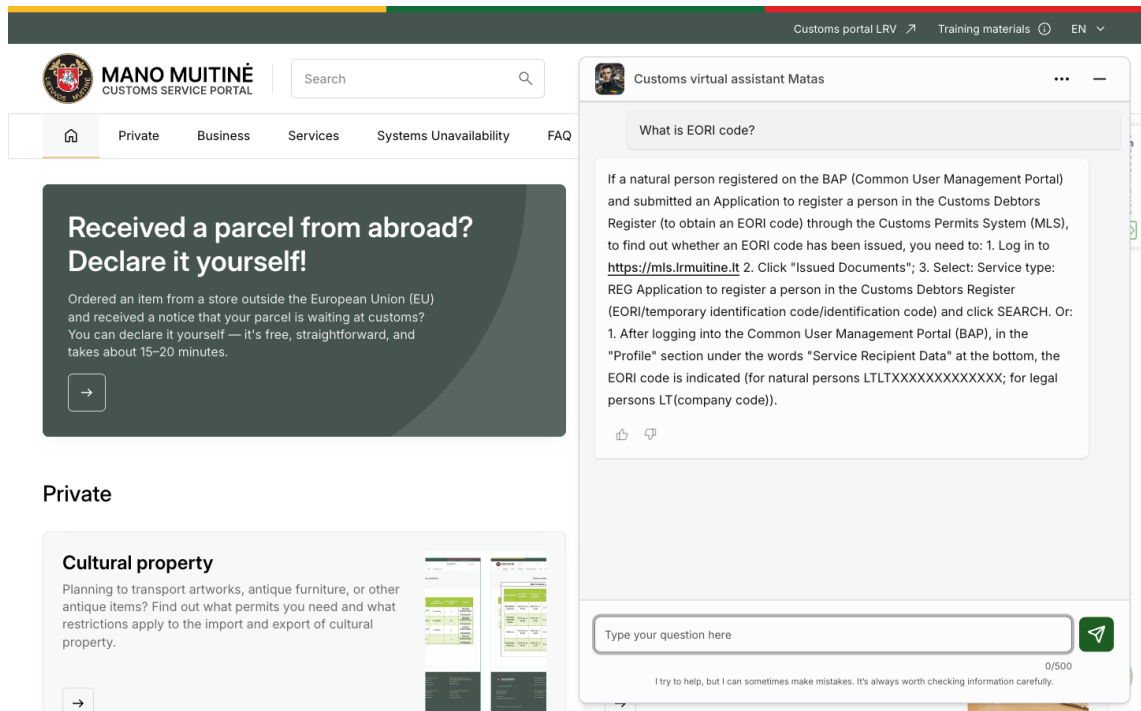 Customs portal LRV
Training materials
EN
MANO MUITINĖ
CUSTOMS SERVICE PORTAL
Search
Private
Business
Services
Systems Unavailability
FAQ
Received a parcel from abroad?
Declare it yourself!
Ordered an item from a store outside the European Union (EU)
and received a notice that your parcel is waiting at customs?
You can declare it yourself — it's free, straightforward, and
takes about 15–20 minutes.
Private
Cultural property
Planning to transport artworks, antique furniture, or other
antique items? Find out what permits you need and what
restrictions apply to the import and export of cultural
property.
Customs virtual assistant Matas
What is EORI code?
If a natural person registered on the BAP (Common User Management Portal)
and submitted an Application to register a person in the Customs Debtors
Register (to obtain an EORI code) through the Customs Permits System (MLS),
to find out whether an EORI code has been issued, you need to: 1. Log in to
https://mls.lrmuitine.lt 2. Click "Issued Documents"; 3. Select: Service type:
REG Application to register a person in the Customs Debtors Register
(EORI/temporary identification code/identification code) and click SEARCH. Or:
1. After logging into the Common User Management Portal (BAP), in the
"Profile" section under the words "Service Recipient Data" at the bottom, the
EORI code is indicated (for natural persons LTLTXXXXXXXXXXXXX; for legal
persons LT(company code)).
Type your question here
0/500
I try to help, but I can sometimes make mistakes. It's always worth checking information carefully.